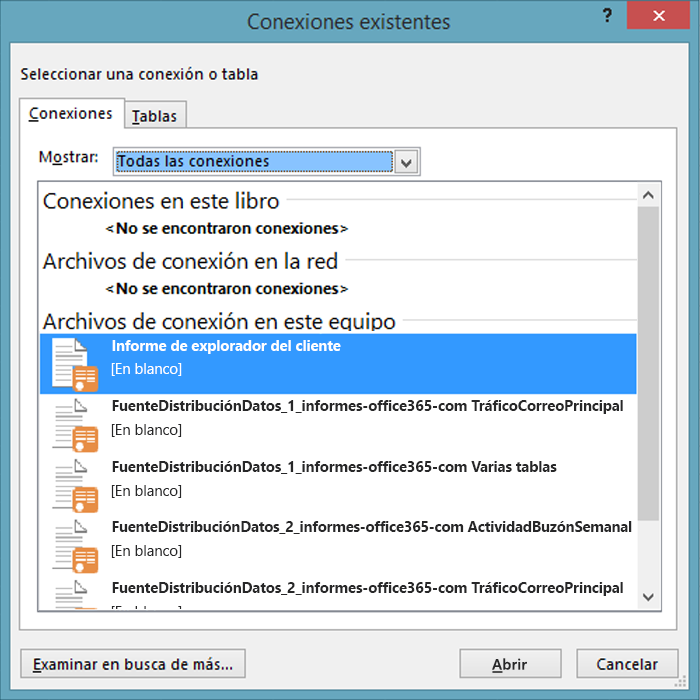 Conexiones existentes
?
Seleccionar una conexión o tabla
Conexiones
Tablas
Mostrar:
Todas las conexiones
Conexiones en este libro
<No se encontraron conexiones>
Archivos de conexión en la red
<No se encontraron conexiones>
Archivos de conexión en este equipo
Informe de explorador del cliente
[En blanco]
FuenteDistribuciónDatos_1_informes-office365-com TráficoCorreoPrincipal
[En blanco]
FuenteDistribuciónDatos_1_informes-office365-com Varias tablas
[En blanco]
FuenteDistribuciónDatos_2_informes-office365-com ActividadBuzónSemanal
[En blanco]
FuenteDistribuciónDatos_2_informes-office365-com TráficoCorreoPrincipal
Examinar en busca de más...
Abrir
Cancelar